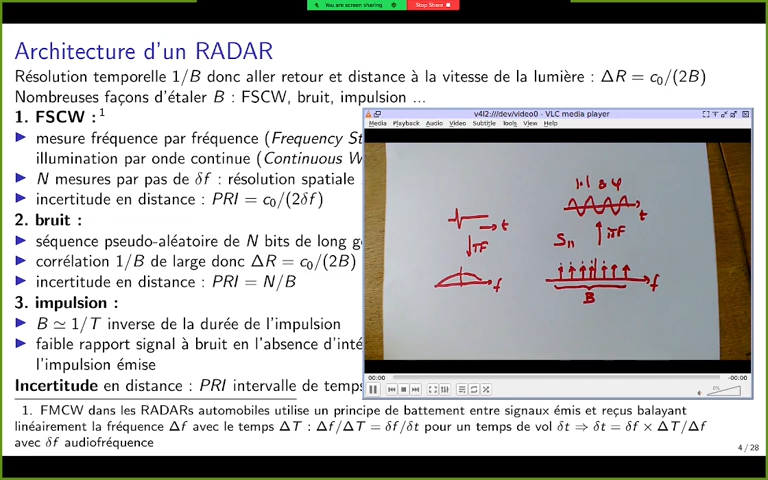 You are screen sharing
Stop Share
Architecture d'un RADAR
Résolution temporelle 1/B donc aller retour et distance à la vitesse de la lumière : ΔR = c₀/(2B)
Nombreuses façons d'étaler B : FSCW, bruit, impulsion ...
1. FSCW :¹
mesure fréquence par fréquence (Frequency St
illumination par onde continue (Continuous W
N mesures par pas de δf : résolution spatiale
incertitude en distance : PRI = c₀/(2δf)
2. bruit :
séquence pseudo-aléatoire de N bits de long g
corrélation 1/B de large donc ΔR = c₀/(2B)
incertitude en distance : PRI = N/B
3. impulsion :
B ≃ 1/T inverse de la durée de l'impulsion
faible rapport signal à bruit en l'absence d'inté
l'impulsion émise
Incertitude en distance : PRI intervalle de temps
1. FMCW dans les RADARs automobiles utilise un principe de battement entre signaux émis et reçus balayant
linéairement la fréquence Δf avec le temps ΔT : Δf/ΔT = δf/δt pour un temps de vol δt ⇒ δt = δf × ΔT/Δf
avec δf audiofréquence
4 / 28
v4l2:///dev/video0 - VLC media player
Media Playback Audio Video Subtitle Tools View Help
|.| & φ
t
t
TF
S₁₁
iTF
f
f
B
00:00
-00:00
0%